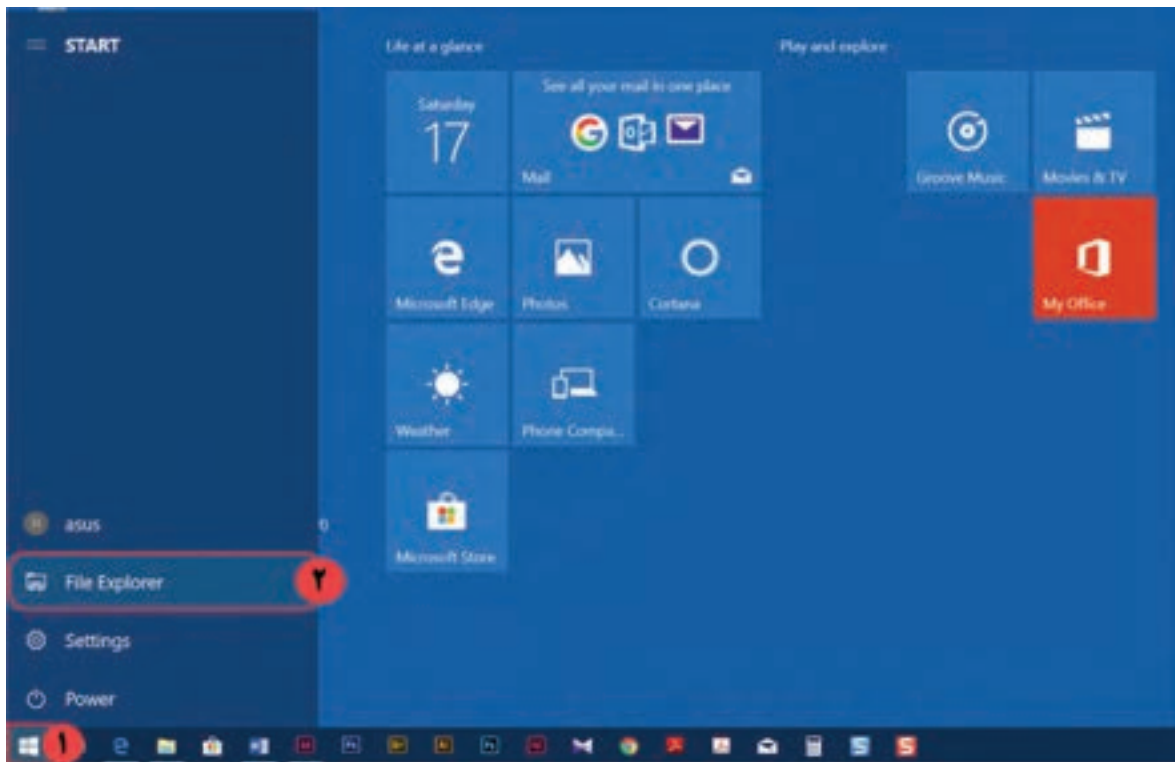 START
Life at a glance
Play and explore
Saturday
17
See all your mail in one place
Mail
Groove Music
Movies & TV
Microsoft Edge
Photos
Cortana
My Office
Weather
Phone Compa...
Microsoft Store
asus
File Explorer
۲
Settings
Power
۱